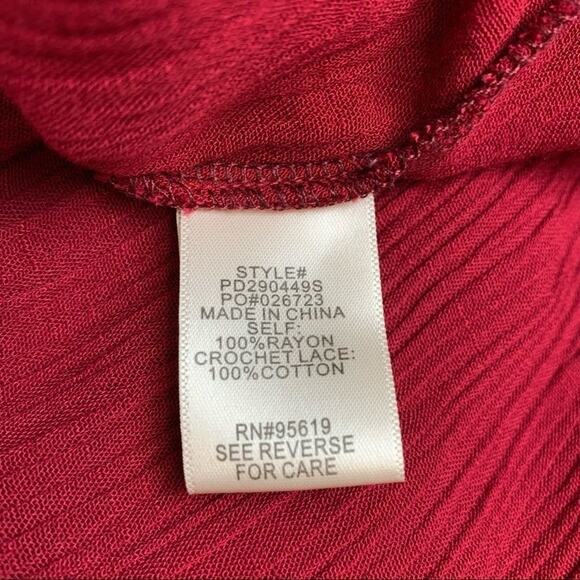 STYLE#
PD290449S
PO#026723
MADE IN CHINA
SELF:
100%RAYON
CROCHET LACE:
100%COTTON
RN#95619
SEE REVERSE
FOR CARE